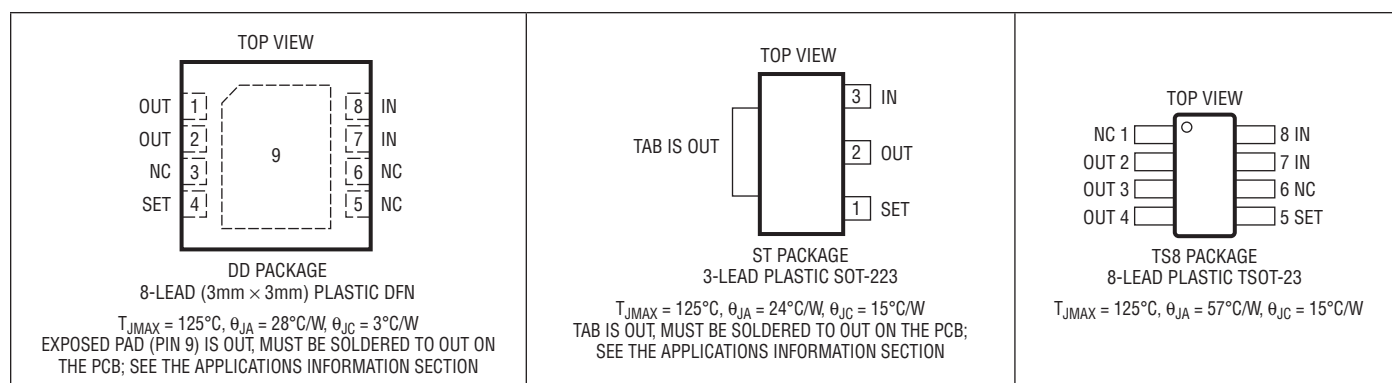 TOP VIEW
OUT 1
OUT 2
NC 3
SET 4
9
8 IN
7 IN
6 NC
5 NC
DD PACKAGE
8-LEAD (3mm × 3mm) PLASTIC DFN
TJMAX = 125°C, θJA = 28°C/W, θJC = 3°C/W
EXPOSED PAD (PIN 9) IS OUT, MUST BE SOLDERED TO OUT ON
THE PCB; SEE THE APPLICATIONS INFORMATION SECTION
TOP VIEW
TAB IS OUT
3 IN
2 OUT
1 SET
ST PACKAGE
3-LEAD PLASTIC SOT-223
TJMAX = 125°C, θJA = 24°C/W, θJC = 15°C/W
TAB IS OUT, MUST BE SOLDERED TO OUT ON THE PCB;
SEE THE APPLICATIONS INFORMATION SECTION
TOP VIEW
NC 1
OUT 2
OUT 3
OUT 4
8 IN
7 IN
6 NC
5 SET
TS8 PACKAGE
8-LEAD PLASTIC TSOT-23
TJMAX = 125°C, θJA = 57°C/W, θJC = 15°C/W